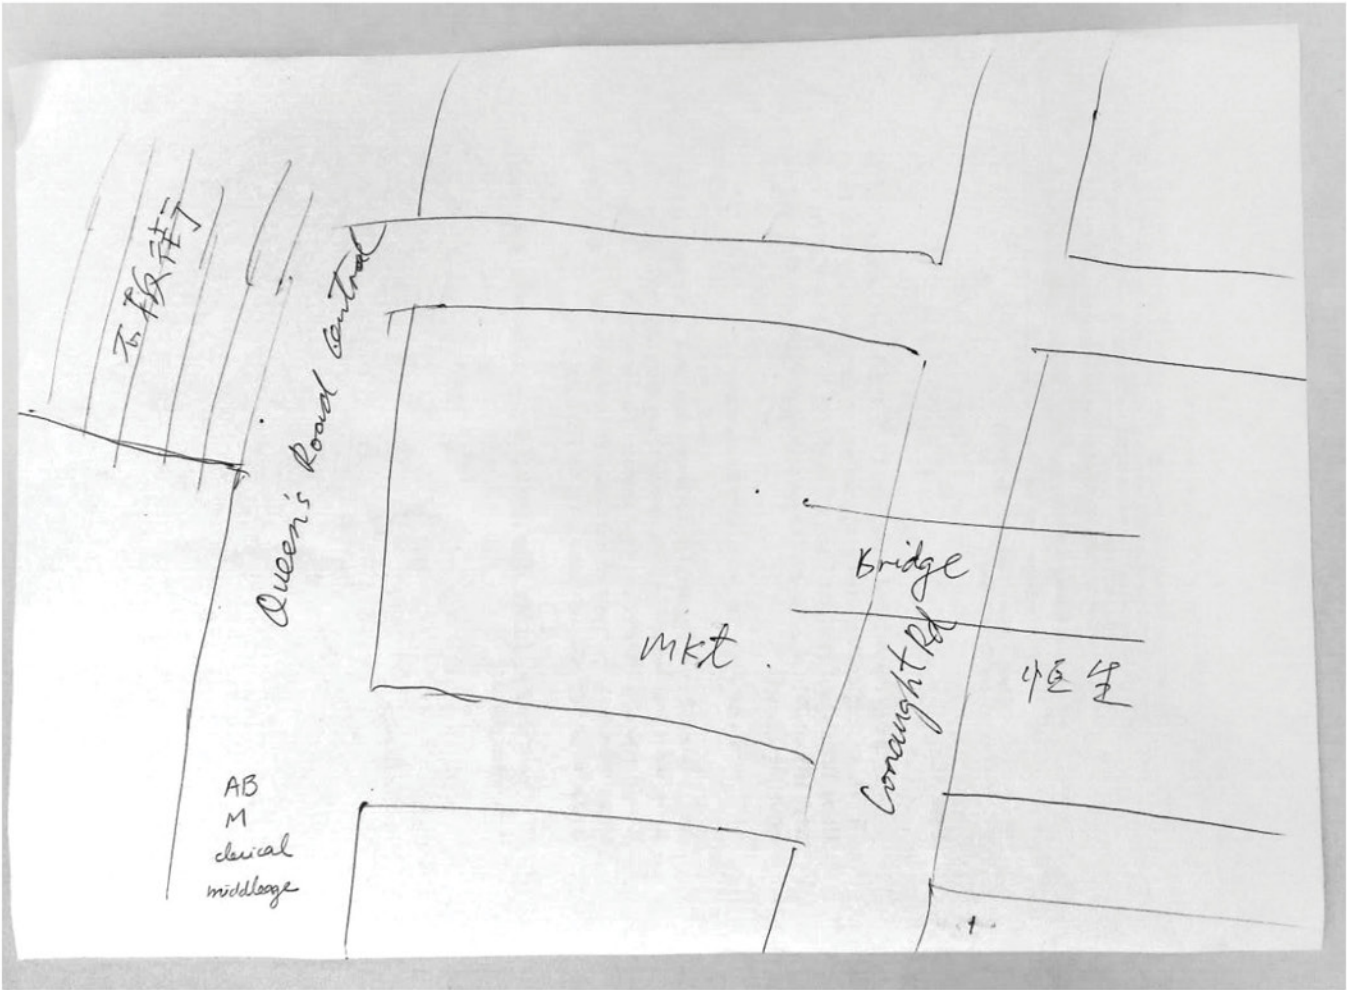 石板街
Queen's Road Central
Bridge
Mkt
Conaught Rd
恒生
AB
M
clerical
middleage